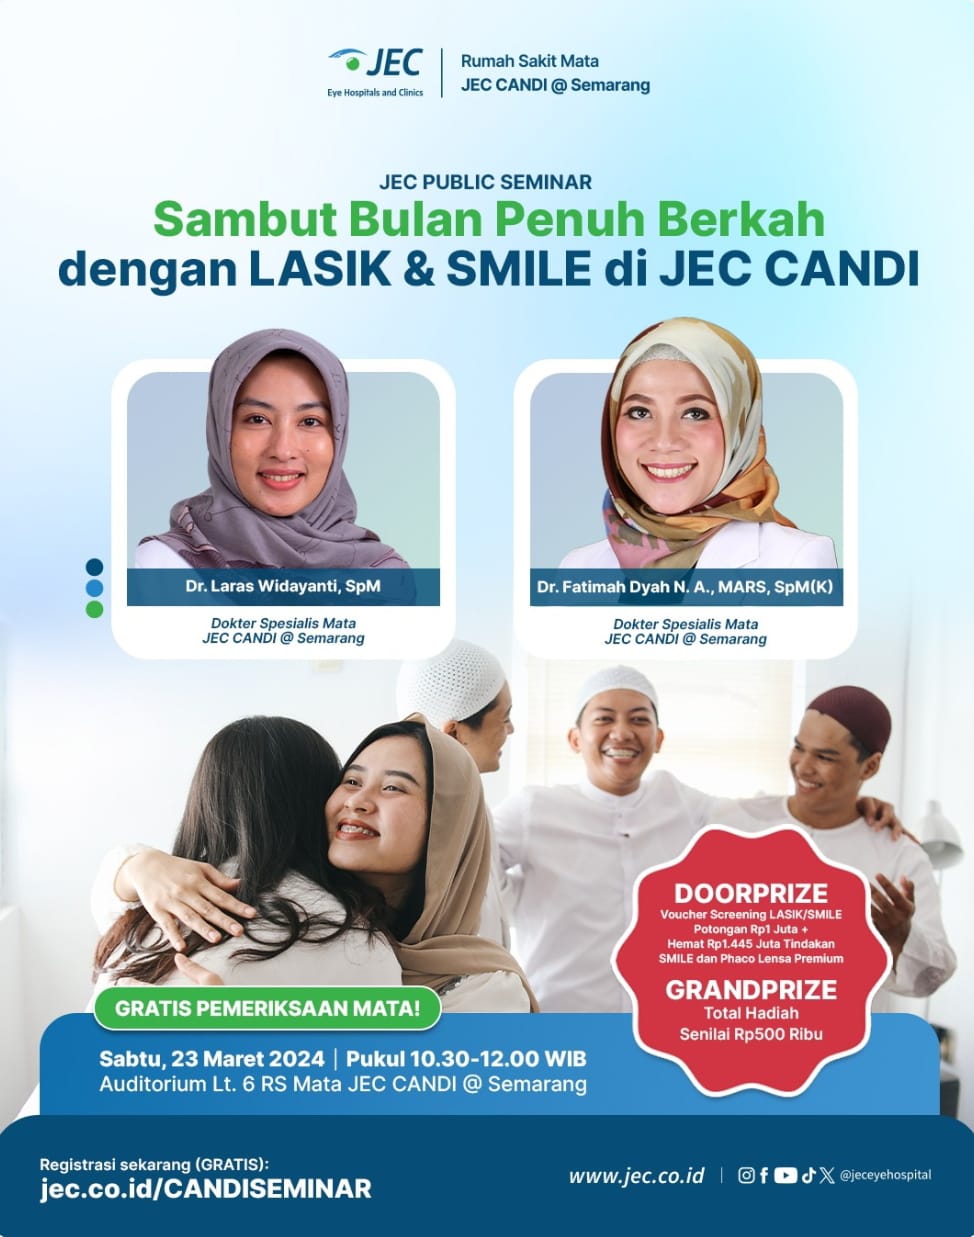 JEC
Eye Hospitals and Clinics
Rumah Sakit Mata
JEC CANDI @ Semarang
JEC PUBLIC SEMINAR
Sambut Bulan Penuh Berkah
dengan LASIK & SMILE di JEC CANDI
Dr. Laras Widayanti, SpM
Dokter Spesialis Mata
JEC CANDI @ Semarang
Dr. Fatimah Dyah N. A., MARS, SpM(K)
Dokter Spesialis Mata
JEC CANDI @ Semarang
DOORPRIZE
Voucher Screening LASIK/SMILE
Potongan Rp1 Juta +
Hemat Rp1.445 Juta Tindakan
SMILE dan Phaco Lensa Premium
GRANDPRIZE
Total Hadiah
Senilai Rp500 Ribu
GRATIS PEMERIKSAAN MATA!
Sabtu, 23 Maret 2024 | Pukul 10.30-12.00 WIB
Auditorium Lt. 6 RS Mata JEC CANDI @ Semarang
Registrasi sekarang (GRATIS):
jec.co.id/CANDISEMINAR
www.jec.co.id | @jeceyehospital